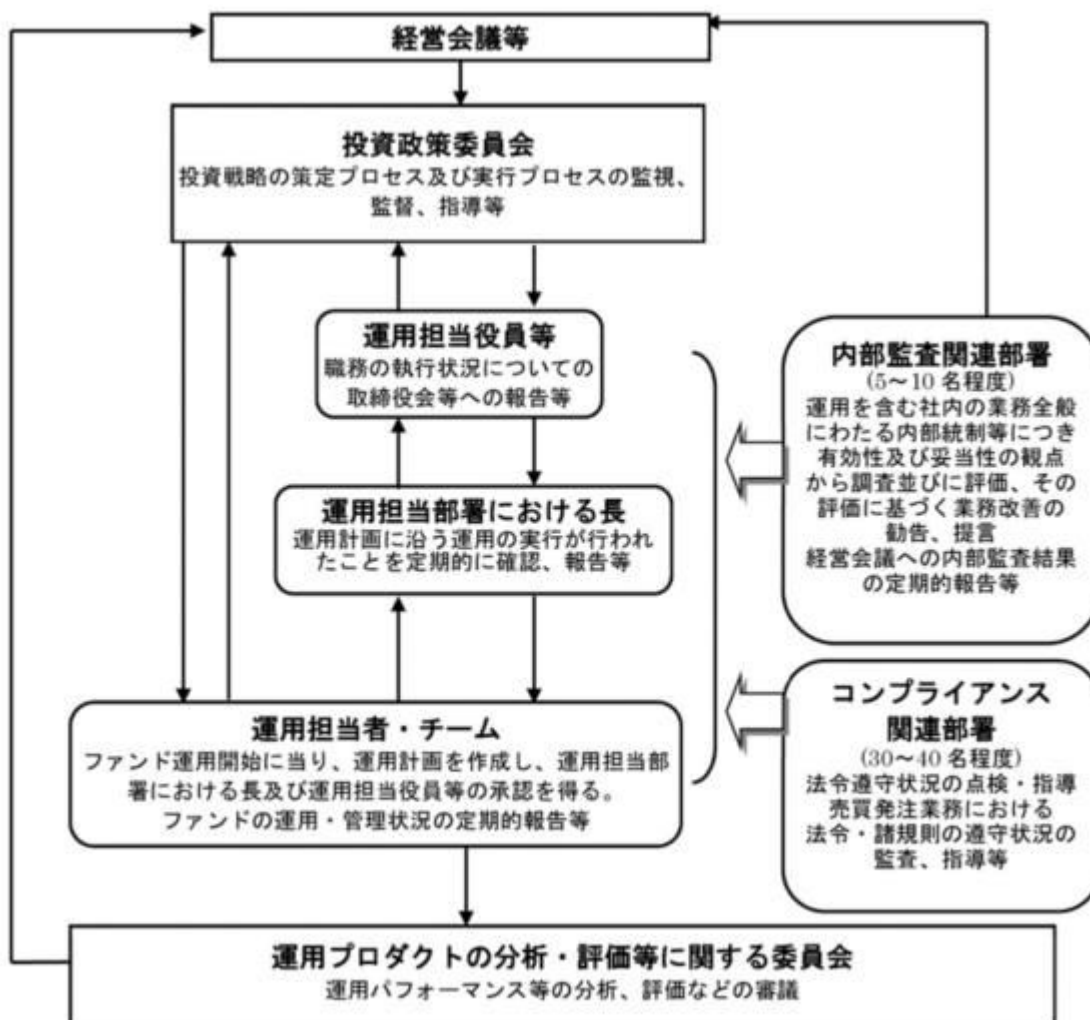 経営会議等
投資政策委員会
投資戦略の策定プロセス及び実行プロセスの監視、
監督、指導等
運用担当役員等
職務の執行状況についての
取締役会等への報告等
運用担当部署における長
運用計画に沿う運用の実行が行われ
たことを定期的に確認、報告等
運用担当者・チーム
ファンド運用開始に当り、運用計画を作成し、運用担当部
署における長及び運用担当役員等の承認を得る。
ファンドの運用・管理状況の定期的報告等
内部監査関連部署
(5～10 名程度)
運用を含む社内の業務全般
にわたる内部統制等につき
有効性及び妥当性の観点
から調査並びに評価、その
評価に基づく業務改善の
勧告、提言
経営会議への内部監査結果
の定期的報告等
コンプライアンス
関連部署
(30～40 名程度)
法令遵守状況の点検・指導
売買発注業務における
法令・諸規則の遵守状況の
監査、指導等
運用プロダクトの分析・評価等に関する委員会
運用パフォーマンス等の分析、評価などの審議